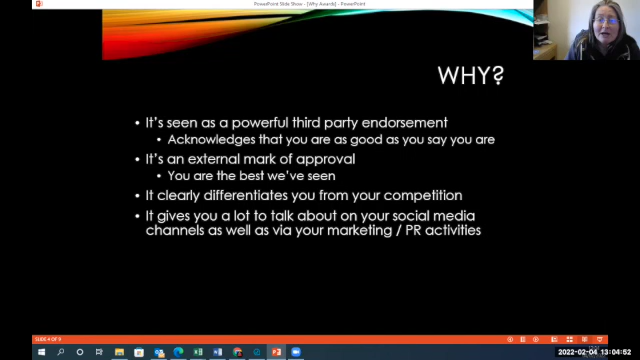 PowerPoint Slide Show - [Why Awards] - PowerPoint
WHY?
• It's seen as a powerful third party endorsement
• Acknowledges that you are as good as you say you are
• It's an external mark of approval
• You are the best we've seen
• It clearly differentiates you from your competition
• It gives you a lot to talk about on your social media
channels as well as via your marketing / PR activities
SLIDE 4 OF 9
2022-02-04 13:04:52